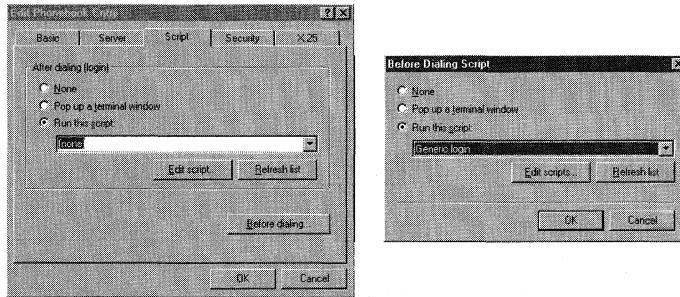 Edit Phonebook Entry
Basic Server Script Security X.25
After dialing (login)
None
Pop up a terminal window
Run this script:
(none)
Edit script... Refresh list
Before dialing...
OK Cancel
Before Dialing Script
None
Pop up a terminal window
Run this script:
Generic login
Edit scripts... Refresh list
OK Cancel